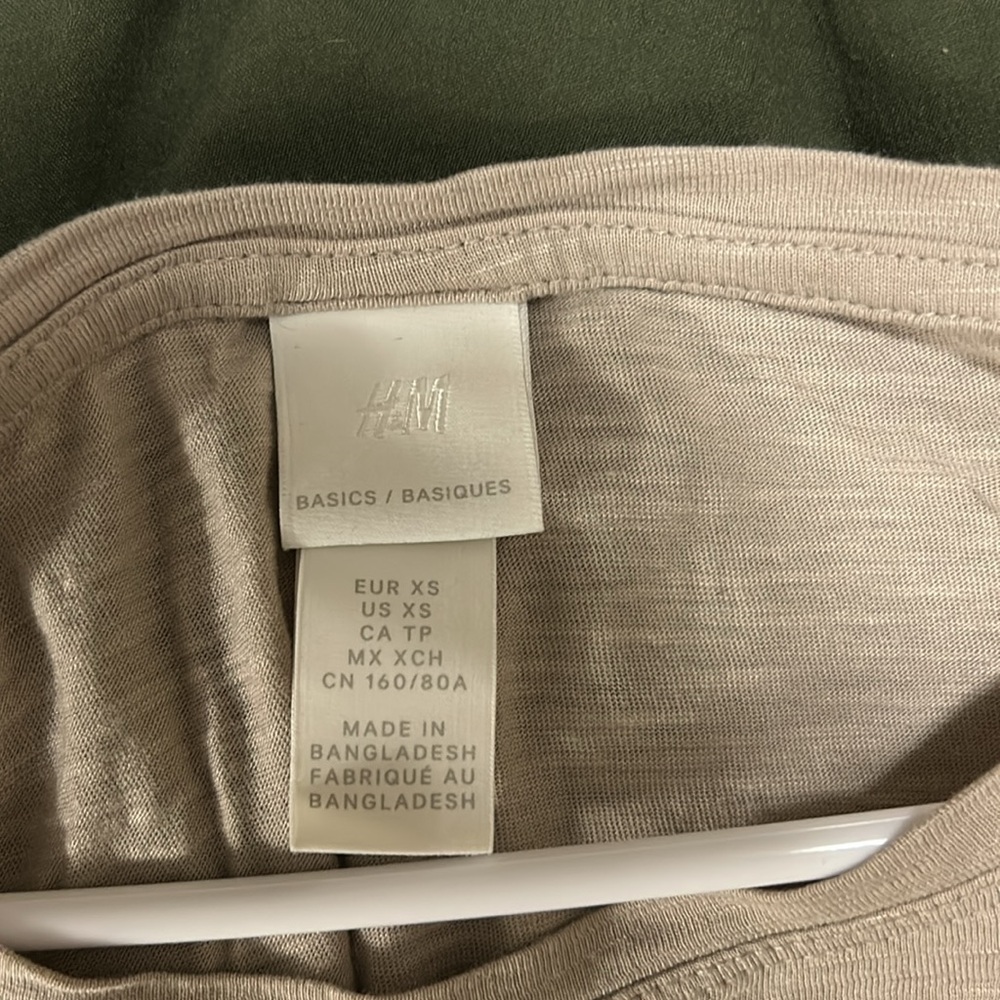 H&M
BASICS / BASIQUES
EUR XS
US XS
CA TP
MX XCH
CN 160/80A
MADE IN
BANGLADESH
FABRIQUÉ AU
BANGLADESH